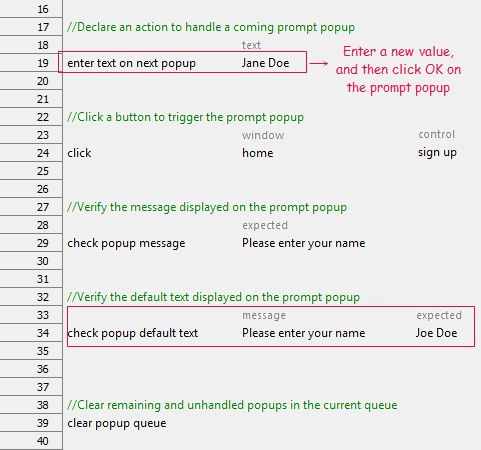 16
17 //Declare an action to handle a coming prompt popup
18 text
19 enter text on next popup Jane Doe
Enter a new value,
and then click OK on
the prompt popup
20
21
22 //Click a button to trigger the prompt popup
23 window control
24 click home sign up
25
26
27 //Verify the message displayed on the prompt popup
28 expected
29 check popup message Please enter your name
30
31
32 //Verify the default text displayed on the prompt popup
33 message expected
34 check popup default text Please enter your name Joe Doe
35
36
37
38 //Clear remaining and unhandled popups in the current queue
39 clear popup queue
40